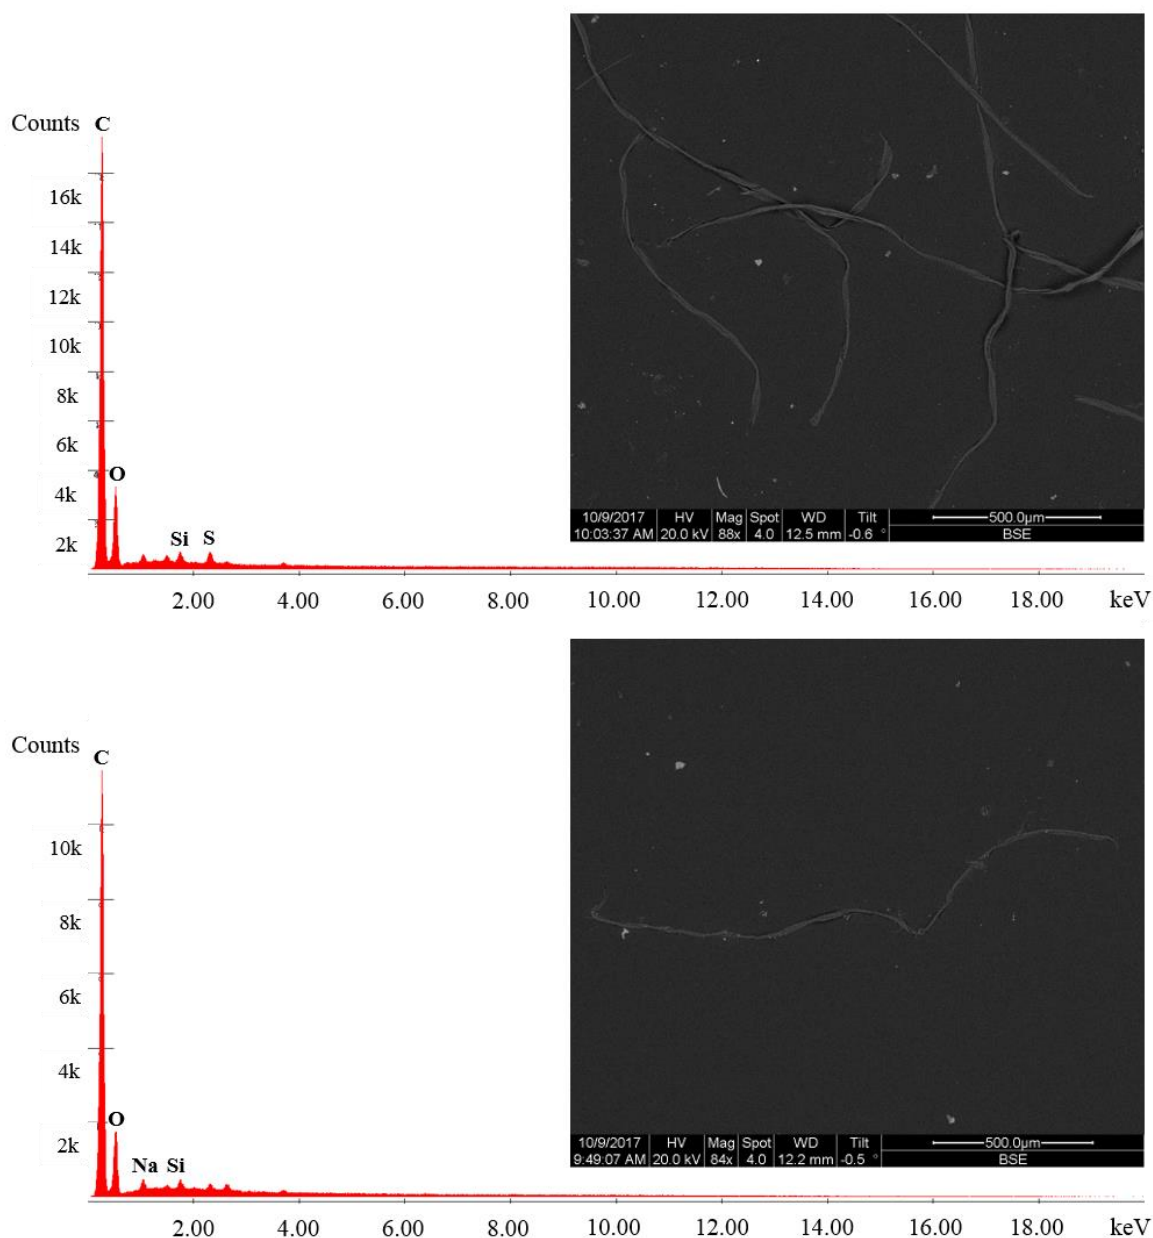 Counts
C
16k
14k
12k
10k
8k
6k
O
4k
Si S
2k
2.00 4.00 6.00 8.00 10.00 12.00 14.00 16.00 18.00 keV
10/9/2017 HV Mag Spot WD Tilt 500.0µm
10:03:37 AM 20.0 kV 88x 4.0 12.5 mm -0.6 ° BSE
Counts
C
10k
8k
6k
4k
O
2k
Na Si
2.00 4.00 6.00 8.00 10.00 12.00 14.00 16.00 18.00 keV
10/9/2017 HV Mag Spot WD Tilt 500.0µm
9:49:07 AM 20.0 kV 84x 4.0 12.2 mm -0.5 ° BSE